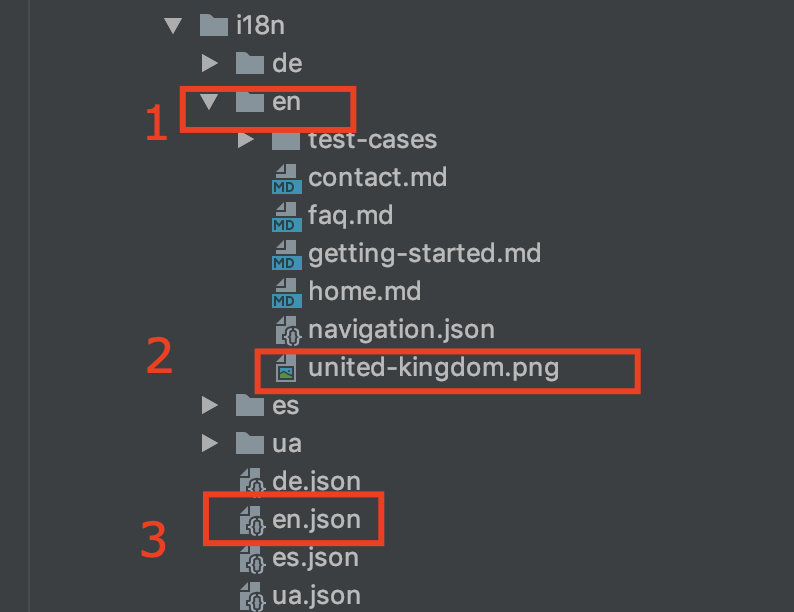 i18n
de
1 en
test-cases
MD contact.md
MD faq.md
MD getting-started.md
MD home.md
{} navigation.json
2 united-kingdom.png
es
ua
{} de.json
3 {} en.json
{} es.json
{} ua.json